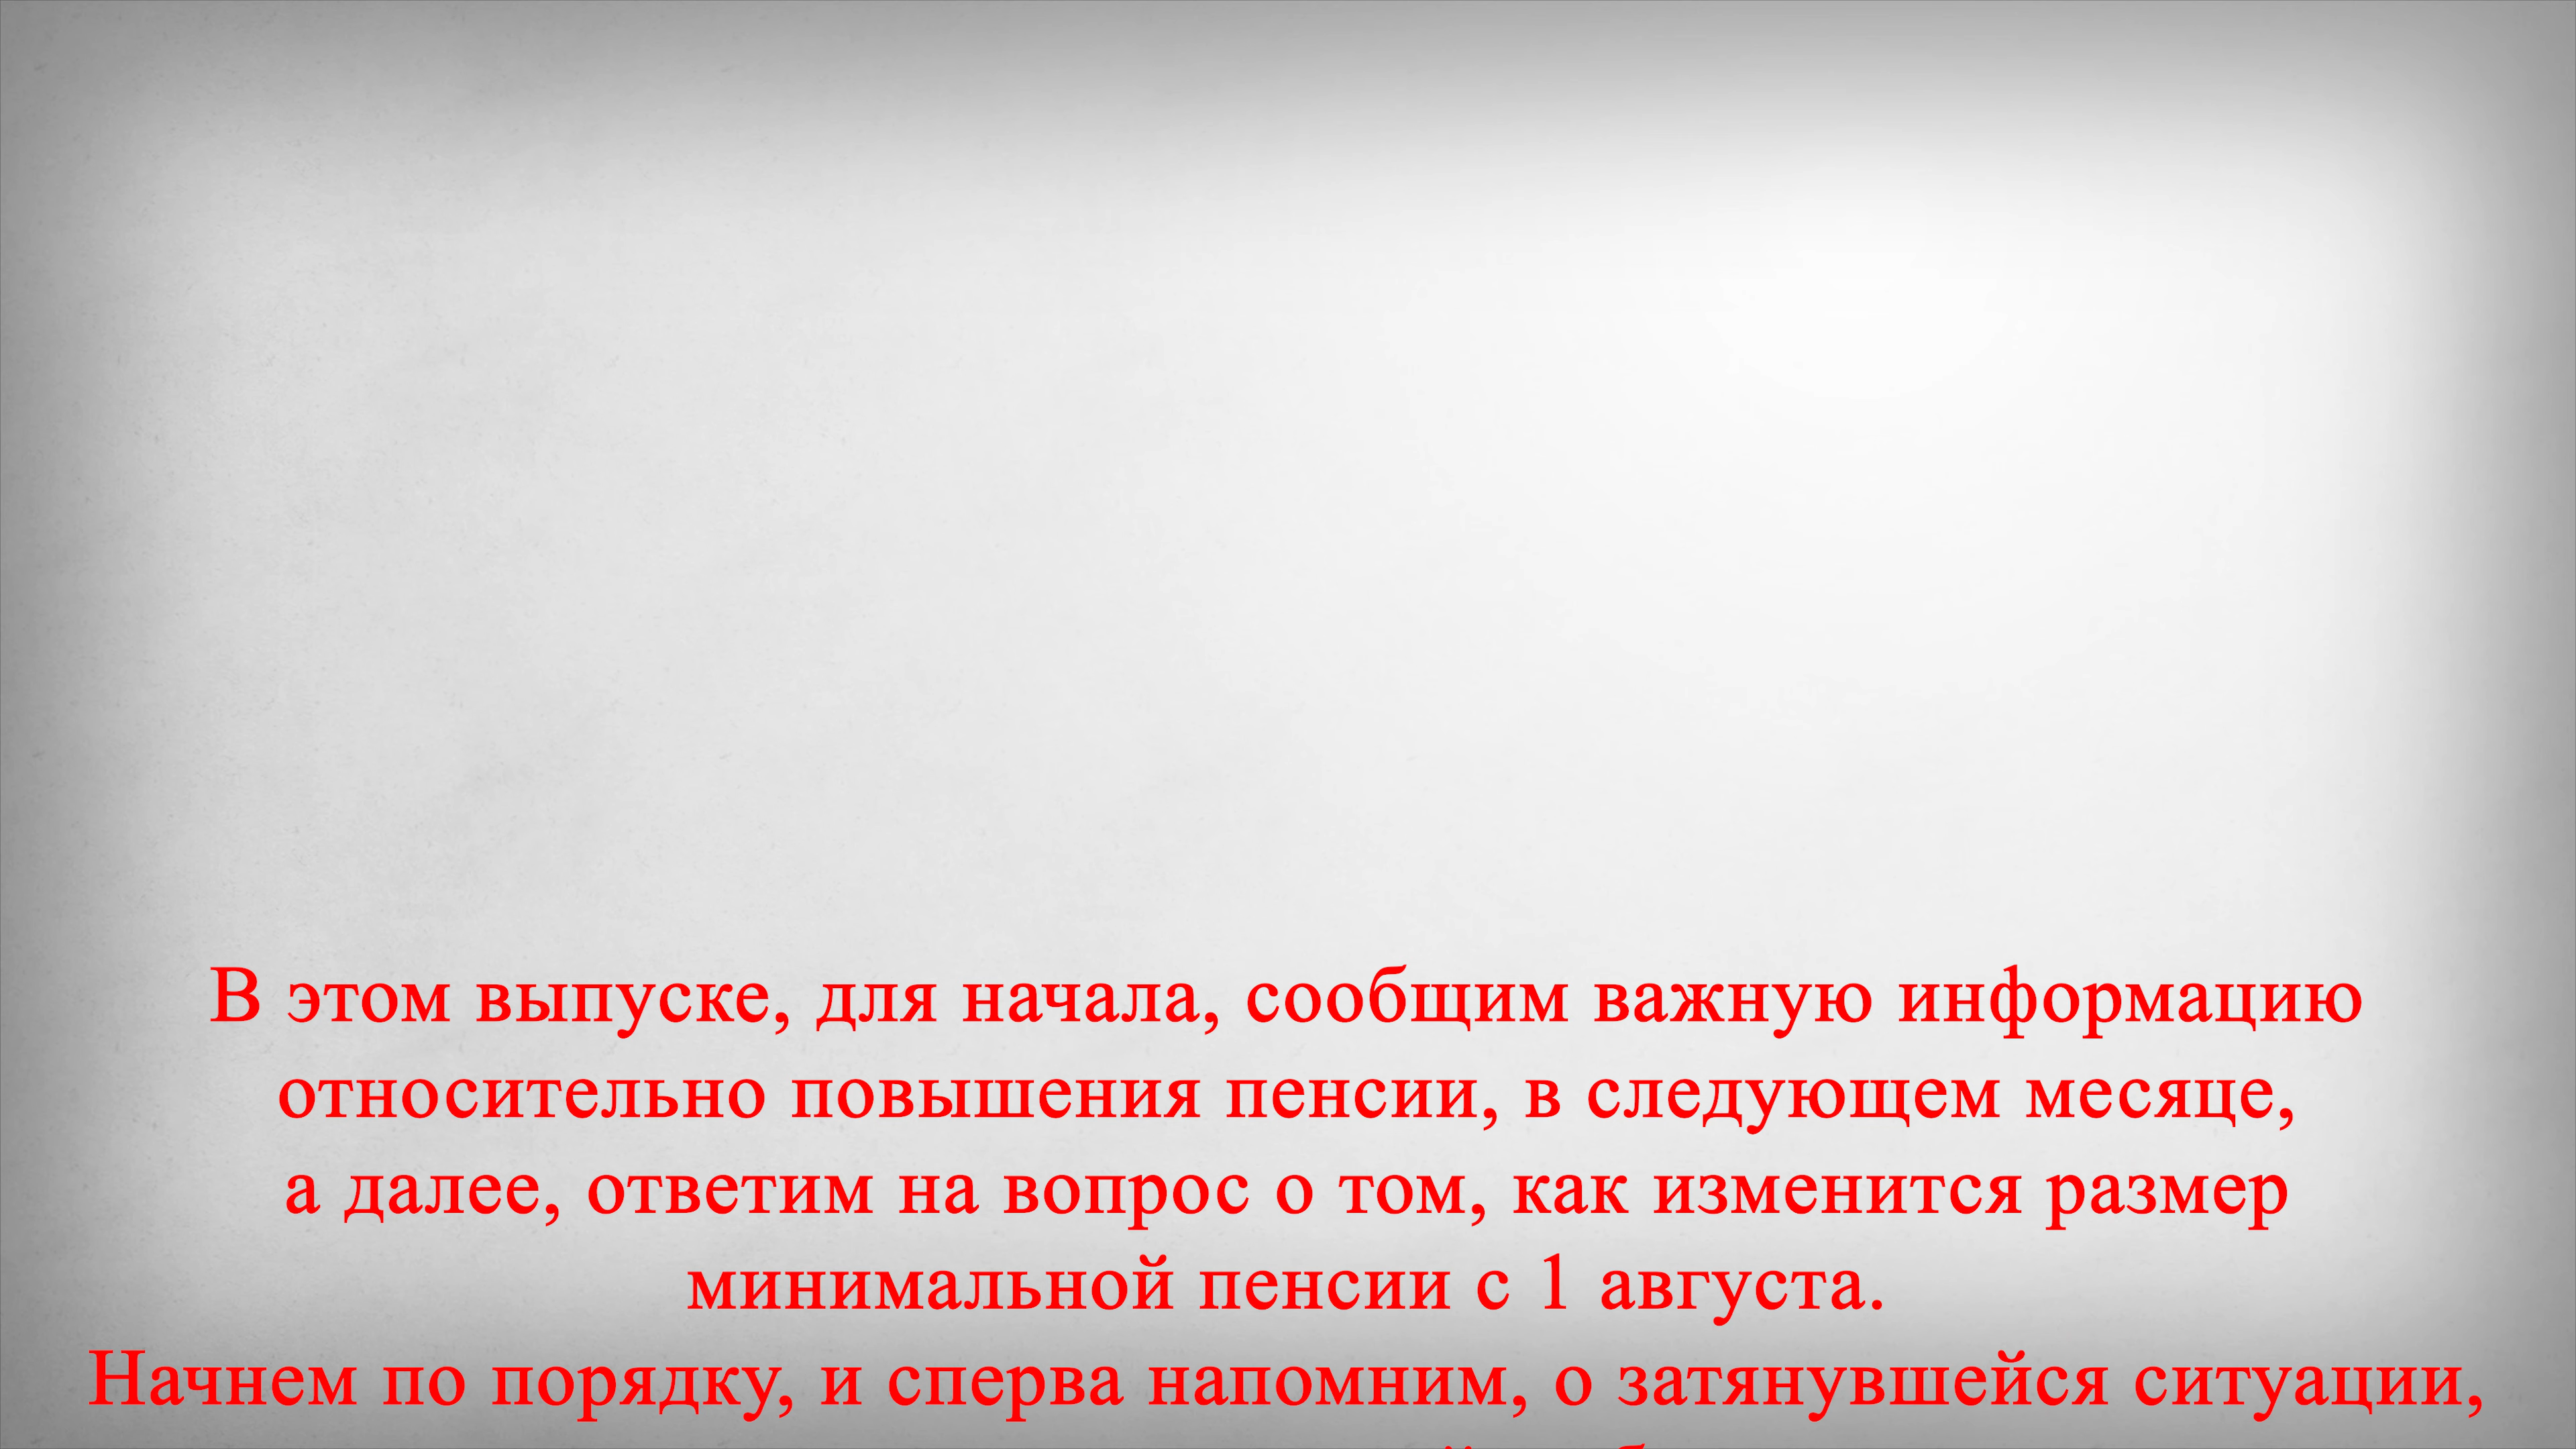 В этом выпуске, для начала, сообщим важную информацию
относительно повышения пенсии, в следующем месяце,
а далее, ответим на вопрос о том, как изменится размер
минимальной пенсии с 1 августа.
Начнем по порядку, и сперва напомним, о затянувшейся ситуации,